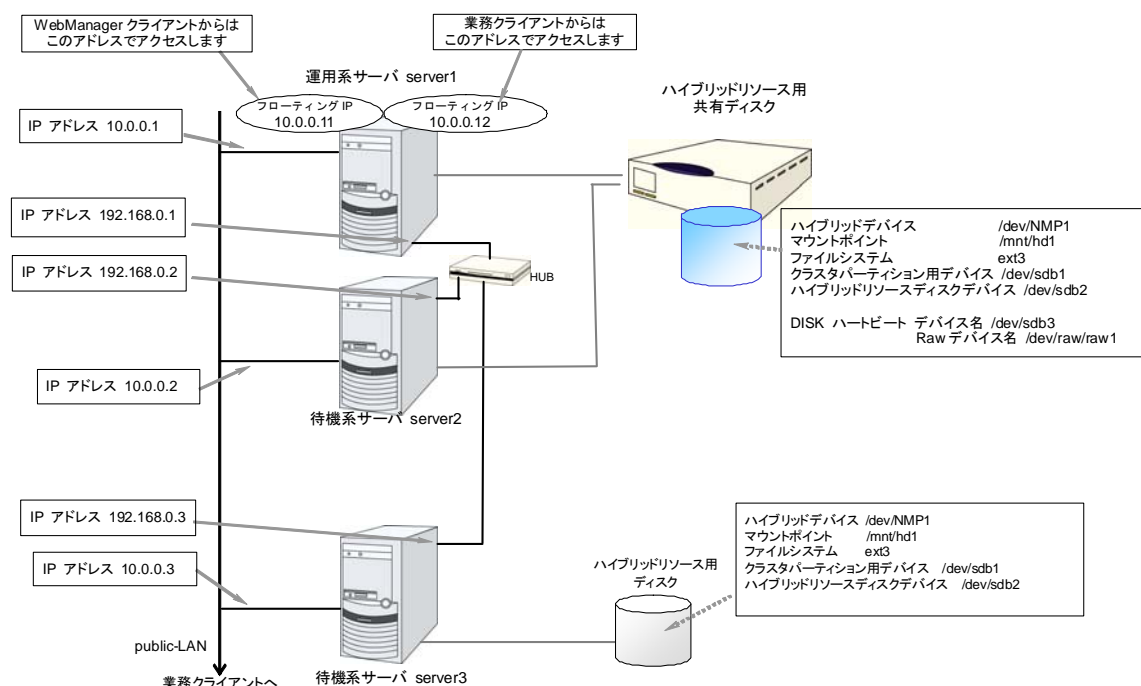 WebManager クライアントからは
このアドレスでアクセスします
業務クライアントからは
このアドレスでアクセスします
運用系サーバ server1
フローティング IP
10.0.0.11
フローティング IP
10.0.0.12
ハイブリッドリソース用
共有ディスク
IP アドレス 10.0.0.1
IP アドレス 192.168.0.1
IP アドレス 192.168.0.2
HUB
ハイブリッドデバイス /dev/NMP1
マウントポイント /mnt/hd1
ファイルシステム ext3
クラスタパーティション用デバイス /dev/sdb1
ハイブリッドリソースディスクデバイス /dev/sdb2
DISK ハートビート デバイス名 /dev/sdb3
Raw デバイス名 /dev/raw/raw1
IP アドレス 10.0.0.2
待機系サーバ server2
IP アドレス 192.168.0.3
IP アドレス 10.0.0.3
ハイブリッドリソース用
ディスク
ハイブリッドデバイス /dev/NMP1
マウントポイント /mnt/hd1
ファイルシステム ext3
クラスタパーティション用デバイス /dev/sdb1
ハイブリッドリソースディスクデバイス /dev/sdb2
public-LAN
業務クライアントへ
待機系サーバ server3